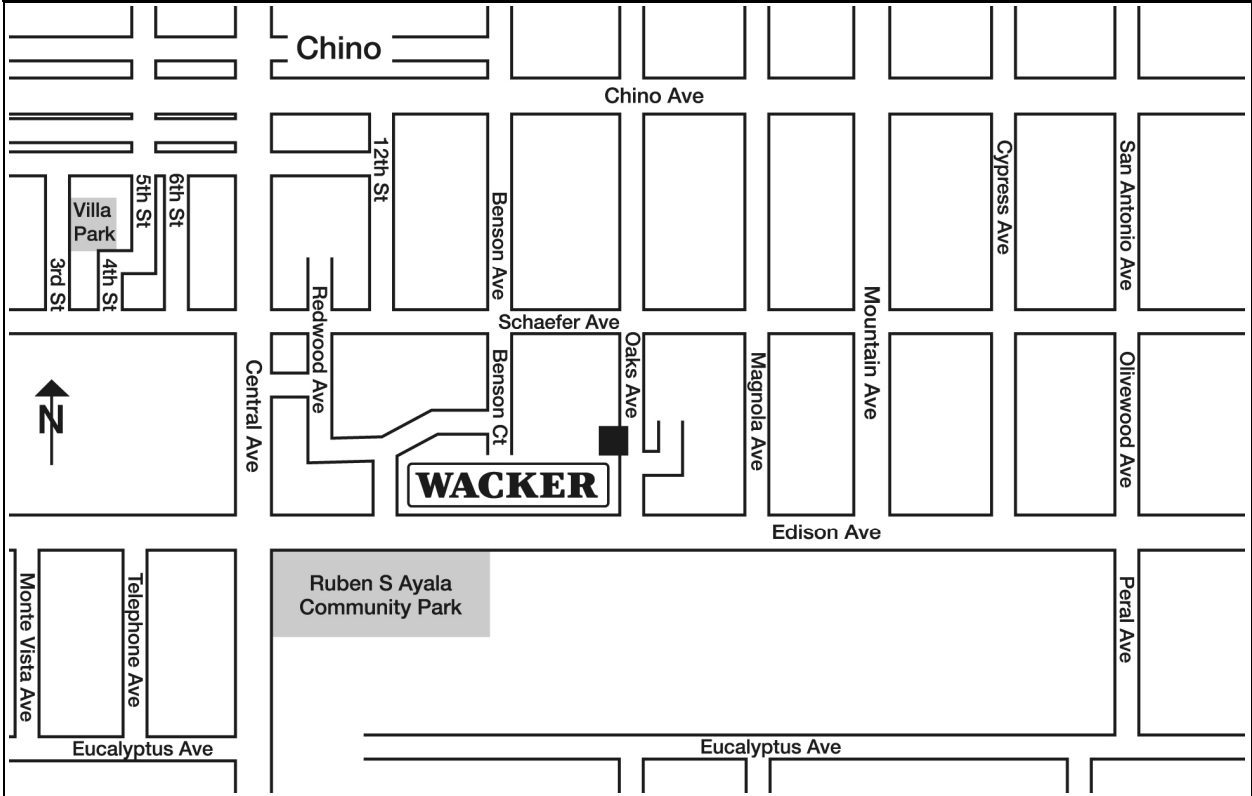 Chino
Chino Ave
12th St
Cypress Ave
San Antonio Ave
5th St
6th St
Villa
Park
Benson Ave
3rd St
4th St
Redwood Ave
Mountain Ave
Schaefer Ave
Oaks Ave
Central Ave
Benson Ct
Magnola Ave
Olivewood Ave
N
WACKER
Edison Ave
Ruben S Ayala
Community Park
Monte Vista Ave
Telephone Ave
Peral Ave
Eucalyptus Ave
Eucalyptus Ave